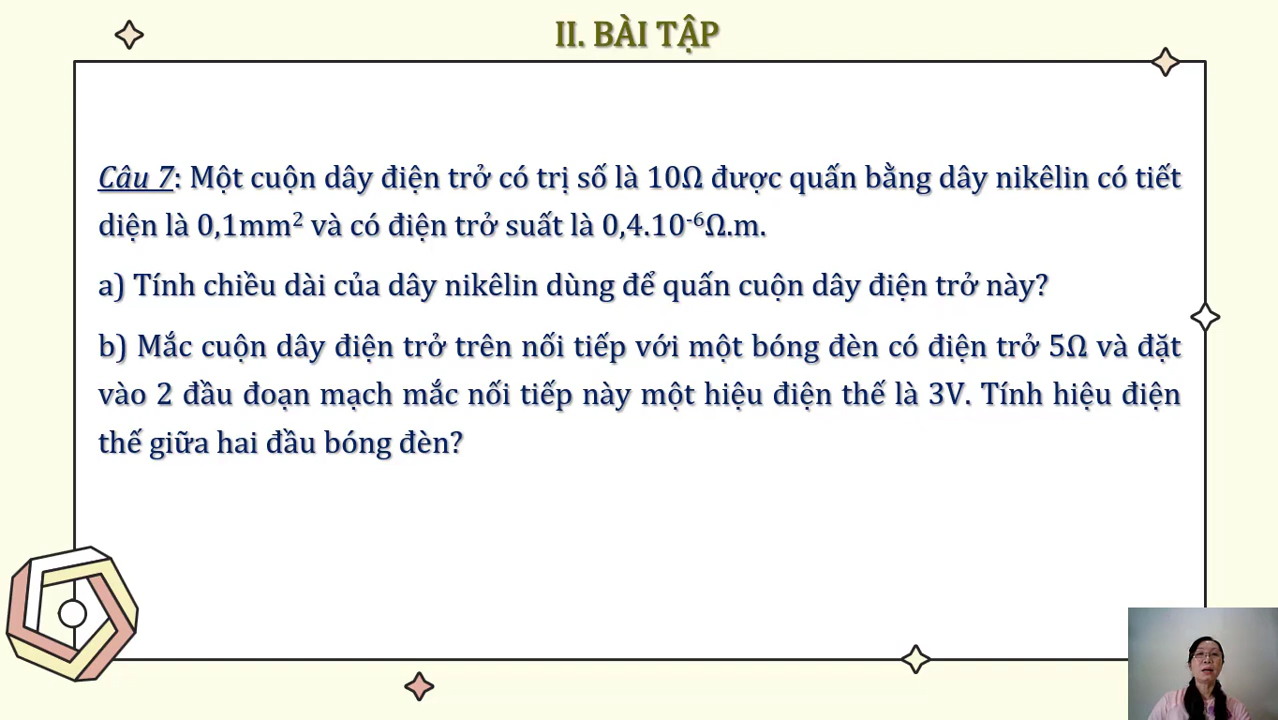 II. BÀI TẬP
Câu 7: Một cuộn dây điện trở có trị số là 10Ω được quấn bằng dây nikêlin có tiết
diện là 0,1mm² và có điện trở suất là 0,4.10⁻⁶Ω.m.
a) Tính chiều dài của dây nikêlin dùng để quấn cuộn dây điện trở này?
b) Mắc cuộn dây điện trở trên nối tiếp với một bóng đèn có điện trở 5Ω và đặt
vào 2 đầu đoạn mạch mắc nối tiếp này một hiệu điện thế là 3V. Tính hiệu điện
thế giữa hai đầu bóng đèn?